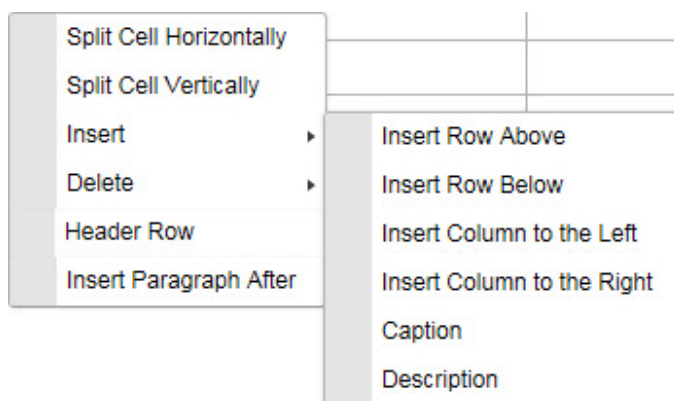 Split Cell Horizontally
Split Cell Vertically
Insert
Delete
Header Row
Insert Paragraph After
Insert Row Above
Insert Row Below
Insert Column to the Left
Insert Column to the Right
Caption
Description